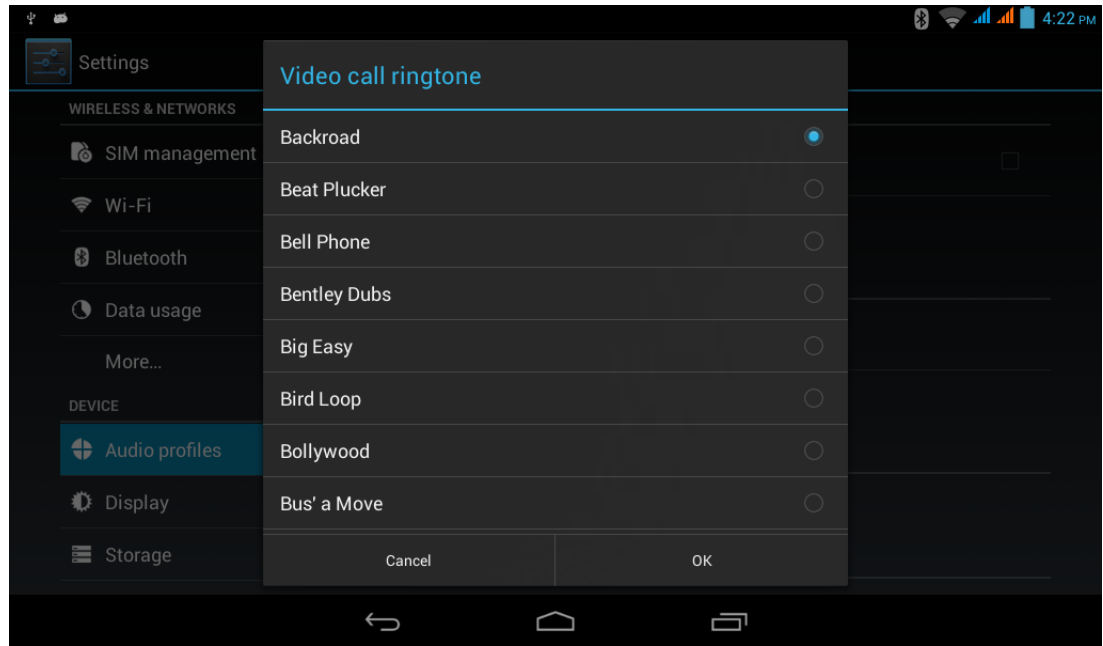 4:22 PM
Settings
WIRELESS & NETWORKS
SIM management
Wi-Fi
Bluetooth
Data usage
More...
DEVICE
Audio profiles
Display
Storage
Video call ringtone
Backroad
Beat Plucker
Bell Phone
Bentley Dubs
Big Easy
Bird Loop
Bollywood
Bus' a Move
Cancel
OK